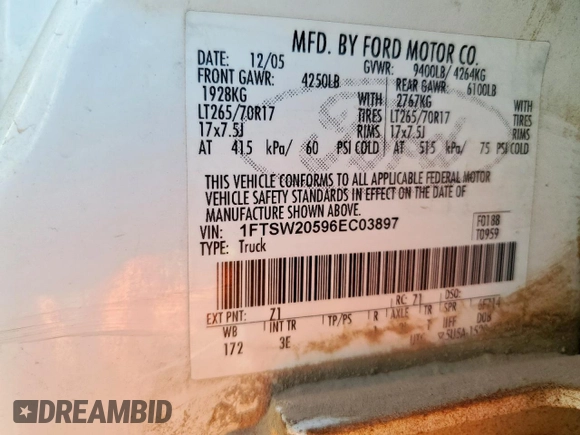 MFD. BY FORD MOTOR CO.
DATE: 12/05 GVWR: 9400LB/ 4264KG
FRONT GAWR: 4250LB REAR GAWR: 6100LB
1928KG WITH 2767KG WITH
LT265/70R17 TIRES LT265/70R17 TIRES
17x7.5J RIMS 17x7.5J RIMS
AT 415 kPa/ 60 PSI COLD AT 515 kPa/ 75 PSI COLD
THIS VEHICLE CONFORMS TO ALL APPLICABLE FEDERAL MOTOR
VEHICLE SAFETY STANDARDS IN EFFECT ON THE DATE OF
MANUFACTURE SHOWN ABOVE.
VIN: 1FTSW20596EC03897 F0188
TYPE: Truck T0959
EXT PNT: Z1 RC: Z1 DSO:
WB INT TR TP/PS R AXLE TR SPR
172 3E
DREAMBID